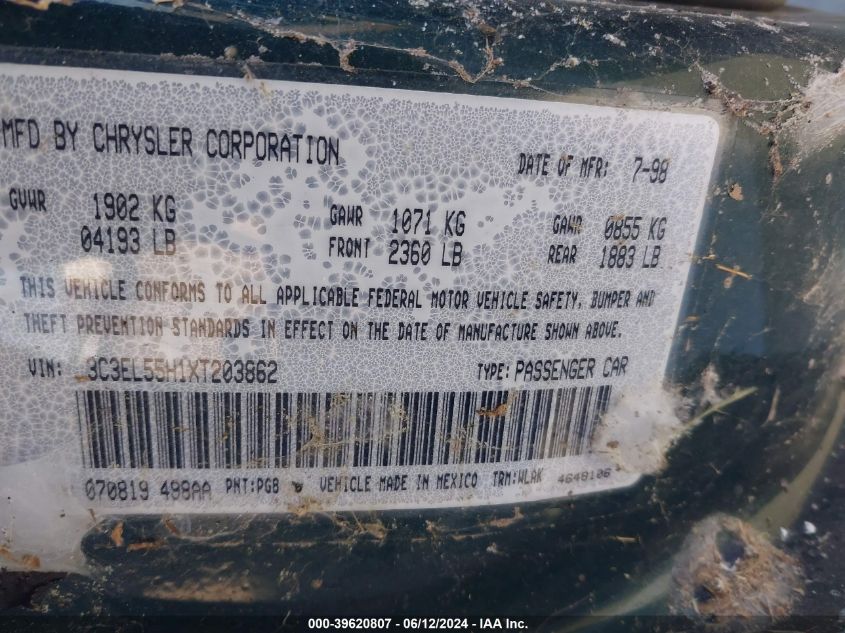 MFD BY CHRYSLER CORPORATION DATE OF MFR: 7-98
GVWR 1902 KG GAWR 1071 KG GAWR 0855 KG
04193 LB FRONT 2360 LB REAR 1883 LB
THIS VEHICLE CONFORMS TO ALL APPLICABLE FEDERAL MOTOR VEHICLE SAFETY, BUMPER AND
THEFT PREVENTION STANDARDS IN EFFECT ON THE DATE OF MANUFACTURE SHOWN ABOVE.
VIN: 3C3EL55H1XT203862 TYPE: PASSENGER CAR
070819 499AA PNT:PG8 VEHICLE MADE IN MEXICO TRM:WLAK 4648106
000-39620807 - 06/12/2024 - IAA Inc.